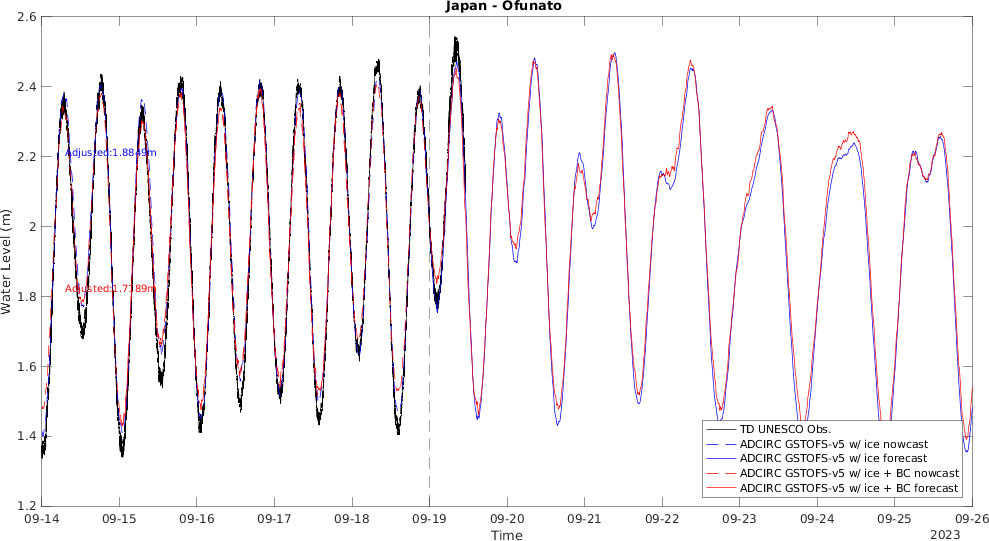 Japan - Ofunato
Water Level (m)
2.6
2.4
2.2
2
1.8
1.6
1.4
1.2
Adjusted:1.8849m
Adjusted:1.7189m
TD UNESCO Obs.
ADCIRC GSTOFS-v5 w/ ice nowcast
ADCIRC GSTOFS-v5 w/ ice forecast
ADCIRC GSTOFS-v5 w/ ice + BC nowcast
ADCIRC GSTOFS-v5 w/ ice + BC forecast
09-14 09-15 09-16 09-17 09-18 09-19 09-20 09-21 09-22 09-23 09-24 09-25 09-26
Time
2023